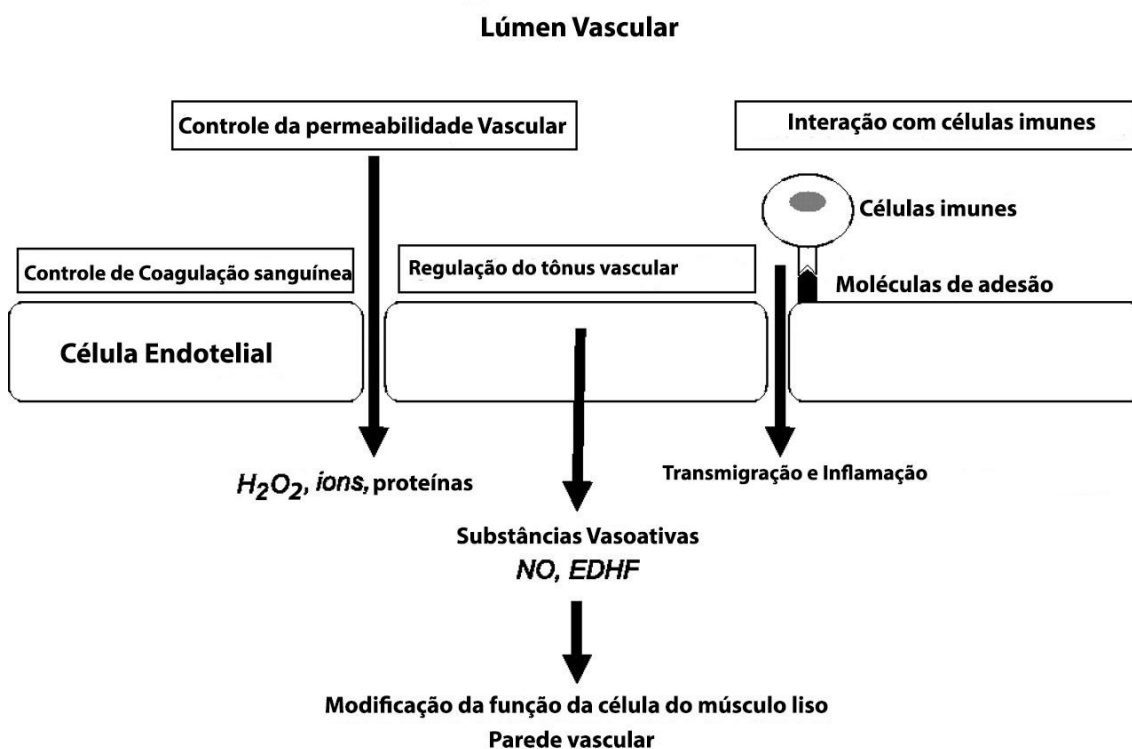 Lúmen Vascular
Controle da permeabilidade Vascular
Interação com células imunes
Células imunes
Controle de Coagulação sanguínea
Regulação do tônus vascular
Moléculas de adesão
Célula Endotelial
H₂O₂, ions, proteínas
Transmigração e Inflamação
Substâncias Vasoativas
NO, EDHF
Modificação da função da célula do músculo liso
Parede vascular